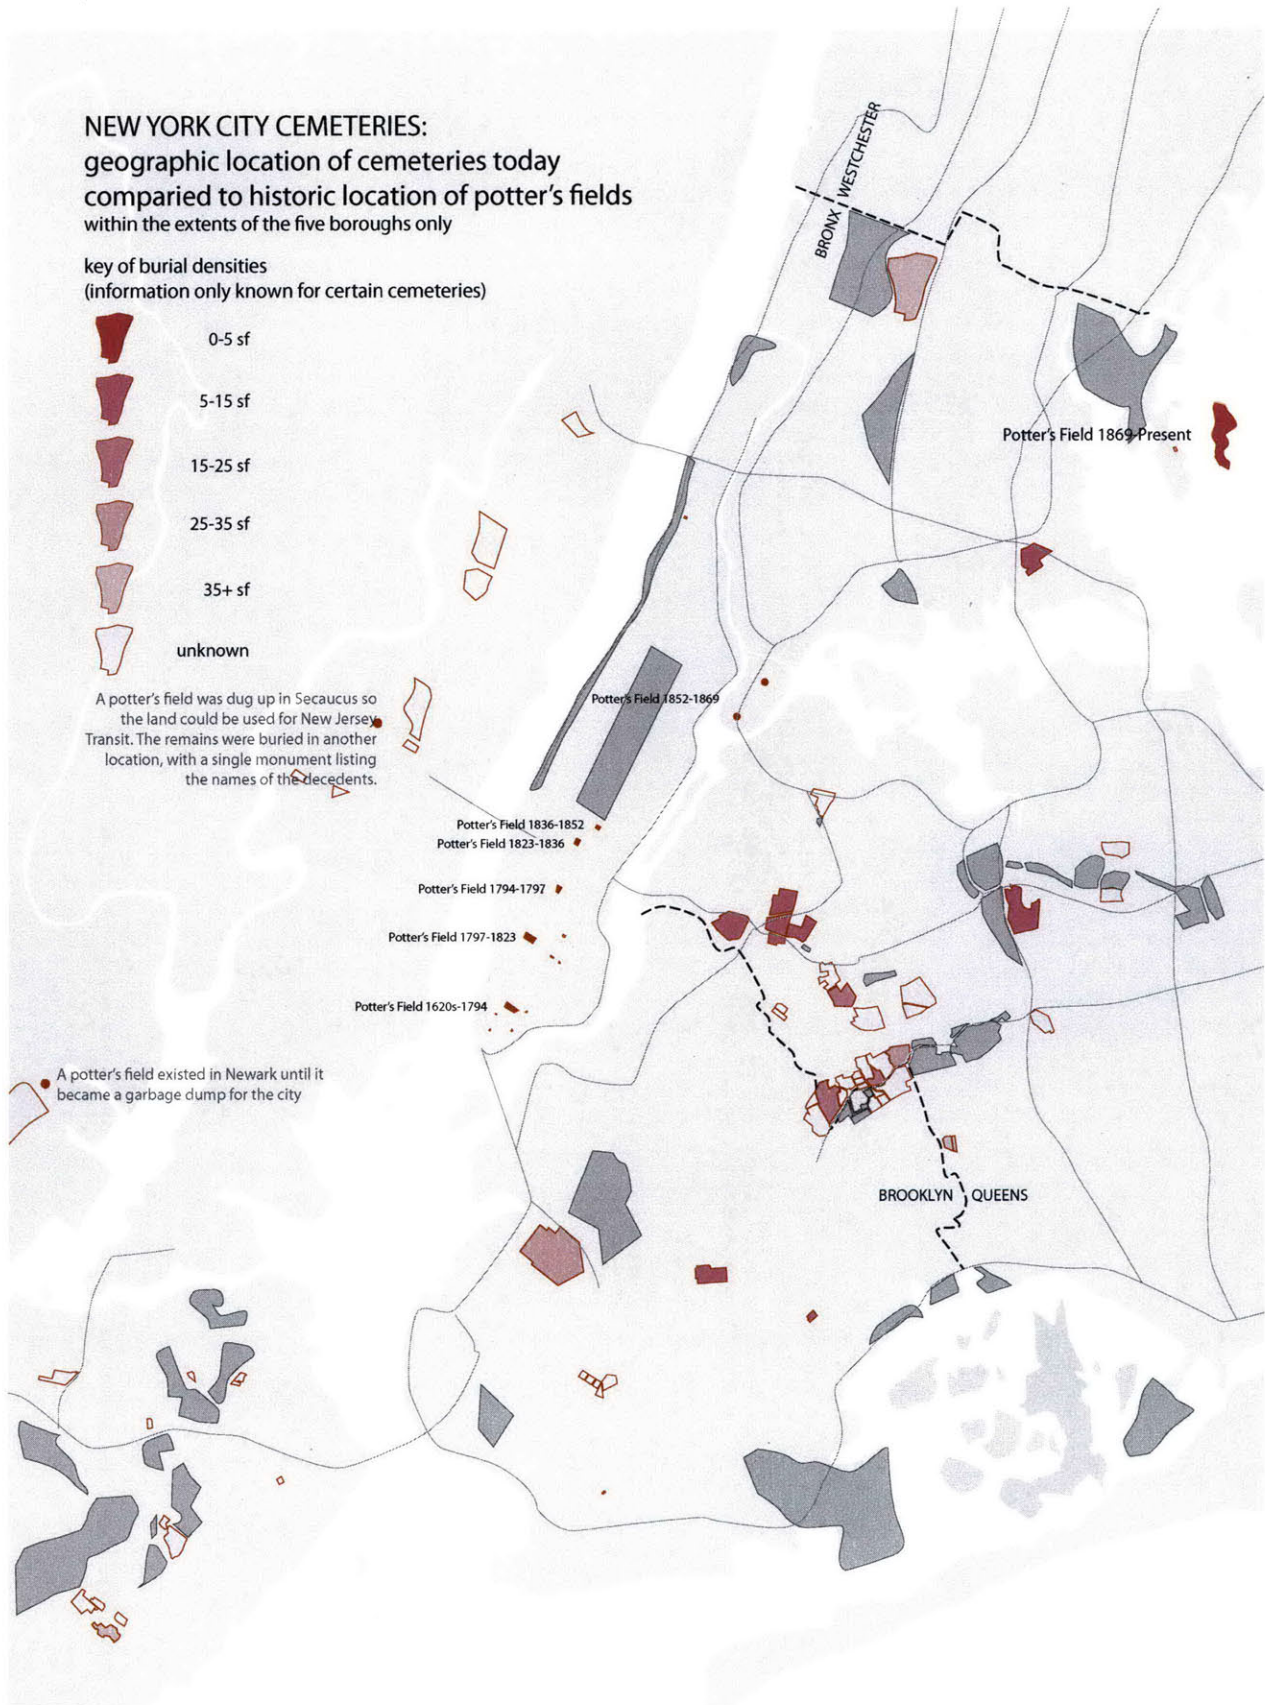 NEW YORK CITY CEMETERIES:
geographic location of cemeteries today
comparied to historic location of potter's fields
within the extents of the five boroughs only
key of burial densities
(information only known for certain cemeteries)
0-5 sf
5-15 sf
15-25 sf
25-35 sf
35+ sf
unknown
A potter's field was dug up in Secaucus so
the land could be used for New Jersey
Transit. The remains were buried in another
location, with a single monument listing
the names of the decedents.
BRONX
WESTCHESTER
Potter's Field 1869-Present
Potter's Field 1852-1869
Potter's Field 1836-1852
Potter's Field 1823-1836
Potter's Field 1794-1797
Potter's Field 1797-1823
Potter's Field 1620s-1794
A potter's field existed in Newark until it
became a garbage dump for the city
BROOKLYN
QUEENS